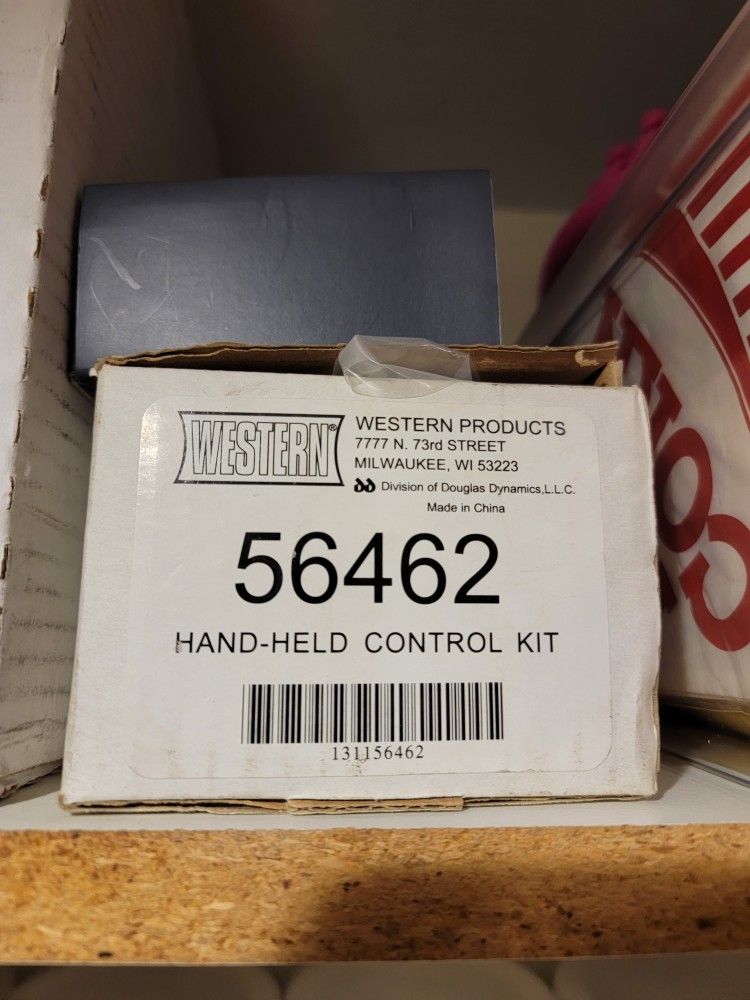 WESTERN®
WESTERN PRODUCTS
7777 N. 73rd STREET
MILWAUKEE, WI 53223
Division of Douglas Dynamics,L.L.C.
Made in China
56462
HAND-HELD CONTROL KIT
131156462